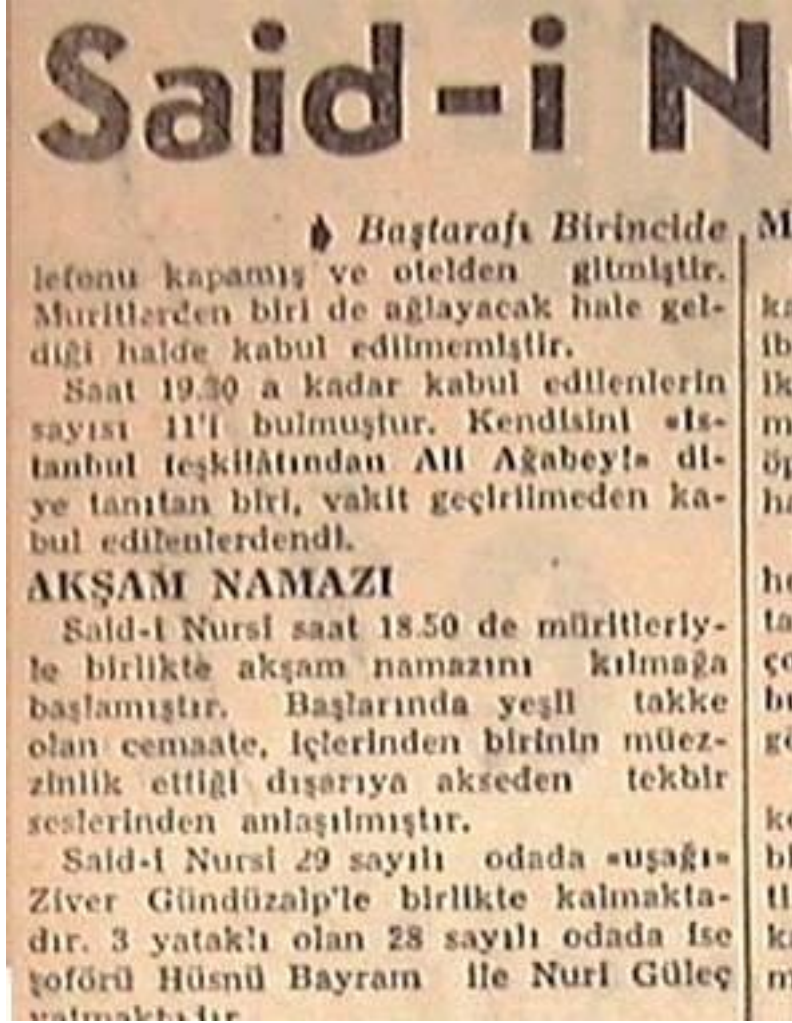 Said-i N
Baştarafı Birincide
lefonu kapamış ve otelden gitmiştir.
Muritlerden biri de ağlayacak hale gel-
diği halde kabul edilmemiştir.
Saat 19.30 a kadar kabul edilenlerin
sayısı 11'i bulmuştur. Kendisini «İs-
tanbul teşkilâtından Ali Ağabeyi» di-
ye tanıtan biri, vakit geçirilmeden ka-
bul edilenlerdendi.
AKŞAM NAMAZI
Said-i Nursi saat 18.50 de müritleriy-
le birlikte akşam namazını kılmağa
başlamıştır. Başlarında yeşil takke
olan cemaate, içlerinden birinin müez-
zinlik ettiği dışarıya akseden tekbir
seslerinden anlaşılmıştır.
Said-i Nursi 29 sayılı odada «uşağı»
Ziver Gündüzalp'le birlikte kalmakta-
dır. 3 yataklı olan 28 sayılı odada ise
şoförü Hüsnü Bayram ile Nuri Güleç
yatmaktadır